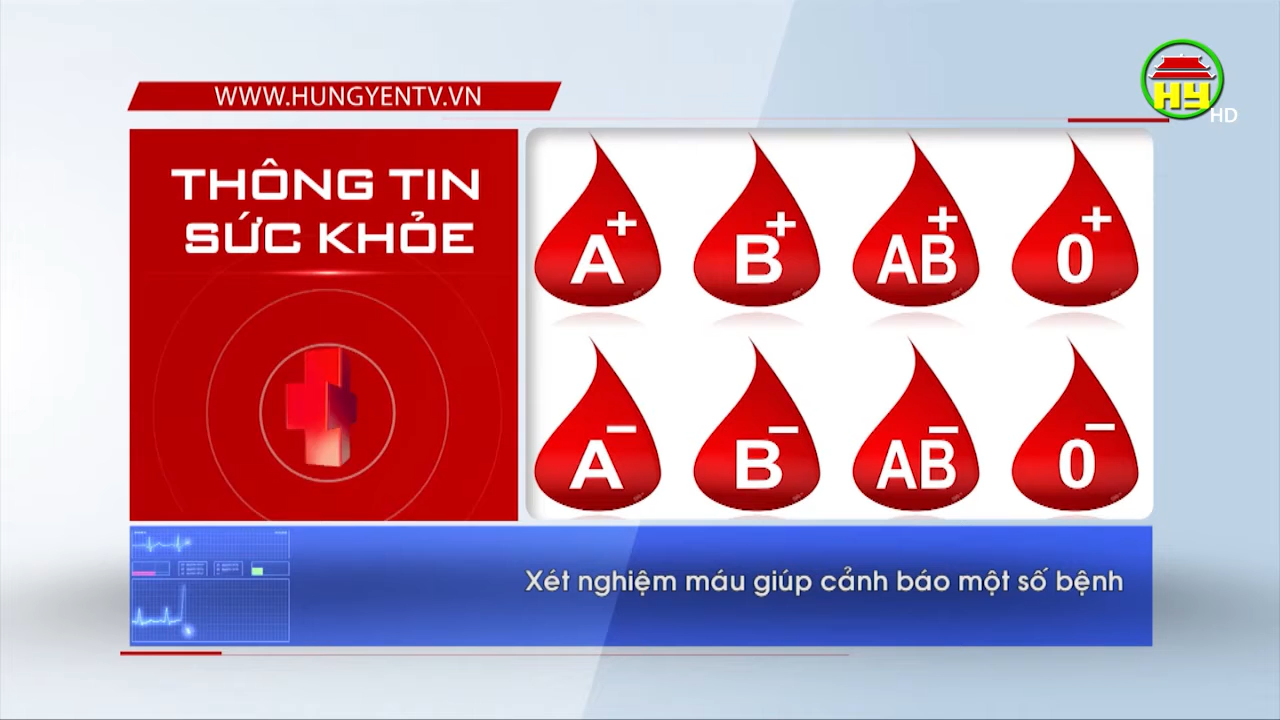 WWW.HUNGYENTV.VN
HY
HD
THÔNG TIN
SỨC KHỎE
A+ B+ AB+ 0+
A- B- AB- 0-
Xét nghiệm máu giúp cảnh báo một số bệnh